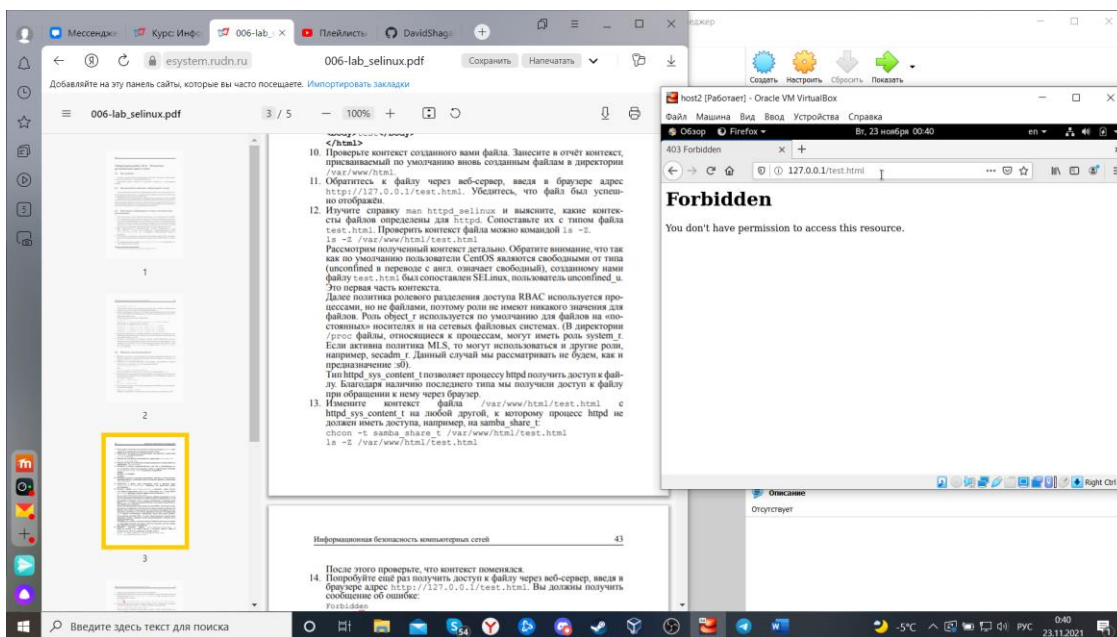 Мессендже
Курс: Инфо
006-lab_s
Плейлисть
DavidShaga
esystem.rudn.ru
006-lab_selinux.pdf
Сохранить
Напечатать
Добавляйте на эту панель сайты, которые вы часто посещаете. Импортировать закладки
006-lab_selinux.pdf
3 / 5
100%
1
2
3
</html>
10. Проверьте контекст созданного вами файла. Занесите в отчёт контекст,
присваиваемый по умолчанию вновь созданным файлам в директории
/var/www/html.
11. Обратитесь к файлу через веб-сервер, введя в браузере адрес
http://127.0.0.1/test.html. Убедитесь, что файл был успеш-
но отображён.
12. Изучите справку man httpd_selinux и выясните, какие контек-
сты файлов определены для httpd. Сопоставьте их с типом файла
test.html. Проверить контекст файла можно командой ls -Z.
ls -Z /var/www/html/test.html
Рассмотрим полученный контекст детально. Обратите внимание, что так
как по умолчанию пользователи CentOS являются свободными от типа
(unconfined в переводе с англ. означает свободный), созданному нами
файлу test.html был сопоставлен SELinux, пользователь unconfined_u.
Это первая часть контекста.
Далее политика ролевого разделения доступа RBAC используется про-
цессами, но не файлами, поэтому роли не имеют никакого значения для
файлов. Роль object_r используется по умолчанию для файлов на «по-
стоянных» носителях и на сетевых файловых системах. (В директории
/proc файлы, относящиеся к процессам, могут иметь роль system_r.
Если активна политика MLS, то могут использоваться и другие роли,
например, secadm_r. Данный случай мы рассматривать не будем, как и
предназначение :s0).
Тип httpd_sys_content_t позволяет процессу httpd получить доступ к фай-
лу. Благодаря наличию последнего типа мы получили доступ к файлу
при обращении к нему через браузер.
13. Измените контекст файла /var/www/html/test.html с
httpd_sys_content_t на любой другой, к которому процесс httpd не
должен иметь доступа, например, на samba_share_t:
chcon -t samba_share_t /var/www/html/test.html
ls -Z /var/www/html/test.html
Информационная безопасность компьютерных сетей 43
После этого проверьте, что контекст поменялся.
14. Попробуйте ещё раз получить доступ к файлу через веб-сервер, введя в
браузере адрес http://127.0.0.1/test.html. Вы должны получить
сообщение об ошибке:
Forbidden
Создать Настроить Сбросить Показать
host2 [Работает] - Oracle VM VirtualBox
Файл Машина Вид Ввод Устройства Справка
Обзор Firefox Вт, 23 ноября 00:40 en
403 Forbidden
127.0.0.1/test.html
Forbidden
You don't have permission to access this resource.
Right Ctrl
Описание
Отсутствует
Введите здесь текст для поиска
-5°C
РУС
0:40
23.11.2021